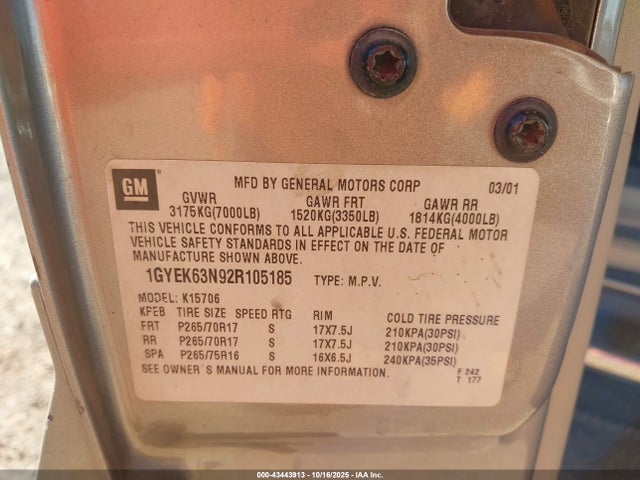 GM
MFD BY GENERAL MOTORS CORP 03/01
GVWR GAWR FRT GAWR RR
3175KG(7000LB) 1520KG(3350LB) 1814KG(4000LB)
THIS VEHICLE CONFORMS TO ALL APPLICABLE U.S. FEDERAL MOTOR
VEHICLE SAFETY STANDARDS IN EFFECT ON THE DATE OF
MANUFACTURE SHOWN ABOVE.
1GYEK63N92R105185 TYPE: M.P.V.
MODEL: K15706
KFEB TIRE SIZE SPEED RTG RIM COLD TIRE PRESSURE
FRT P265/70R17 S 17X7.5J 210KPA(30PSI)
RR P265/70R17 S 17X7.5J 210KPA(30PSI)
SPA P265/75R16 S 16X6.5J 240KPA(35PSI)
SEE OWNER'S MANUAL FOR MORE INFORMATION.
F 242
T 177
000-43443913 - 10/16/2025 - IAA Inc.